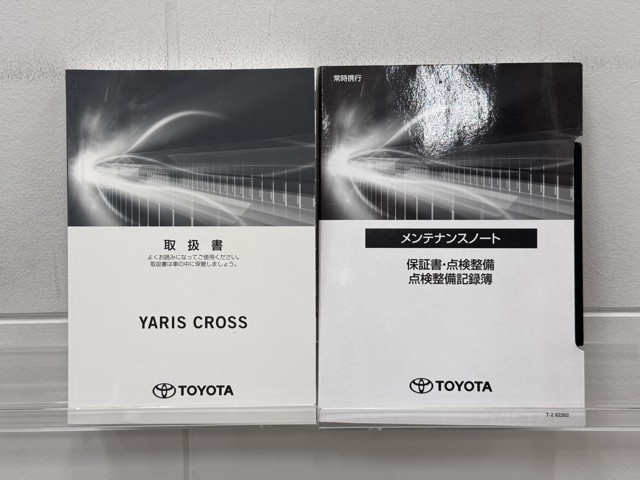 取扱書
よくお読みになってご使用ください。
取扱書は車の中に保管しましょう。
YARIS CROSS
TOYOTA
常時携行
メンテナンスノート
保証書・点検整備
点検整備記録簿
TOYOTA
T-2 62202